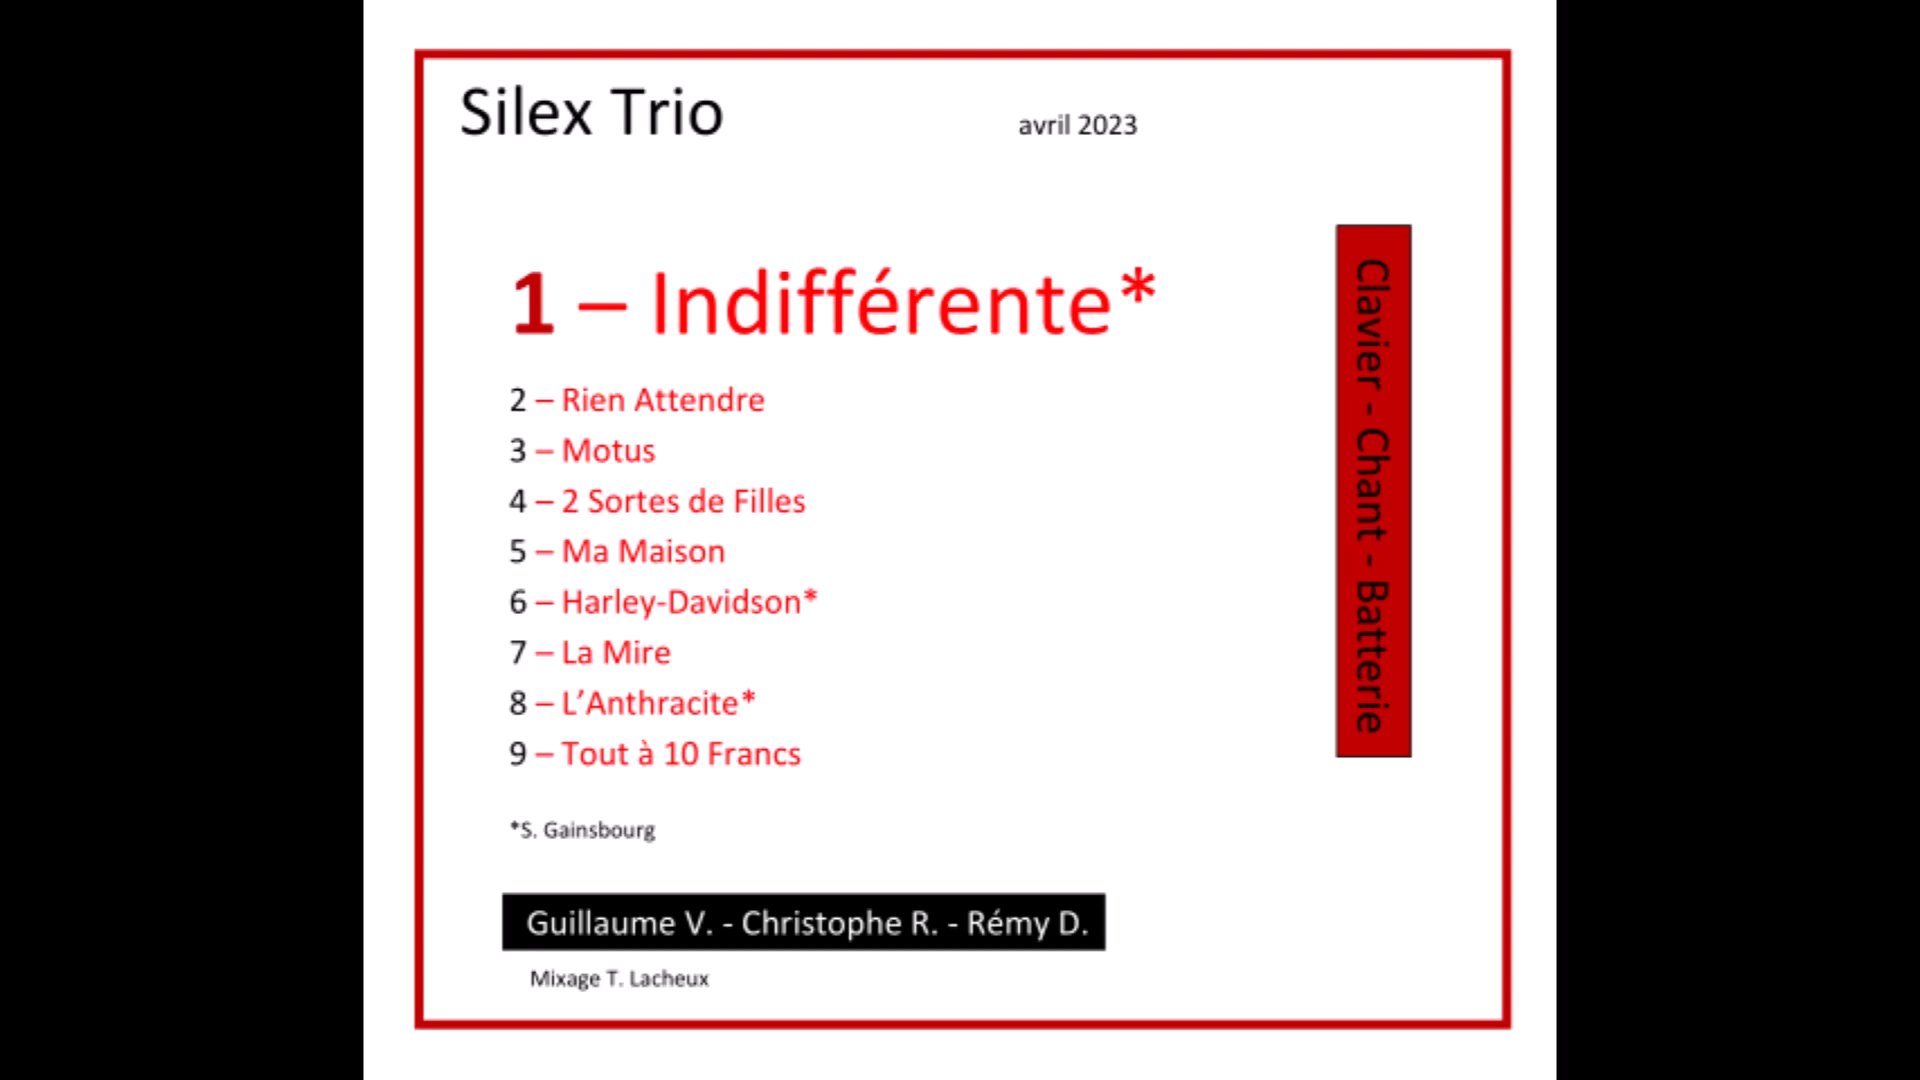 Silex Trio
avril 2023
1 – Indifférente*
2 – Rien Attendre
3 – Motus
4 – 2 Sortes de Filles
5 – Ma Maison
6 – Harley-Davidson*
7 – La Mire
8 – L’Anthracite*
9 – Tout à 10 Francs
*S. Gainsbourg
Clavier - Chant - Batterie
Guillaume V. - Christophe R. - Rémy D.
Mixage T. Lacheux